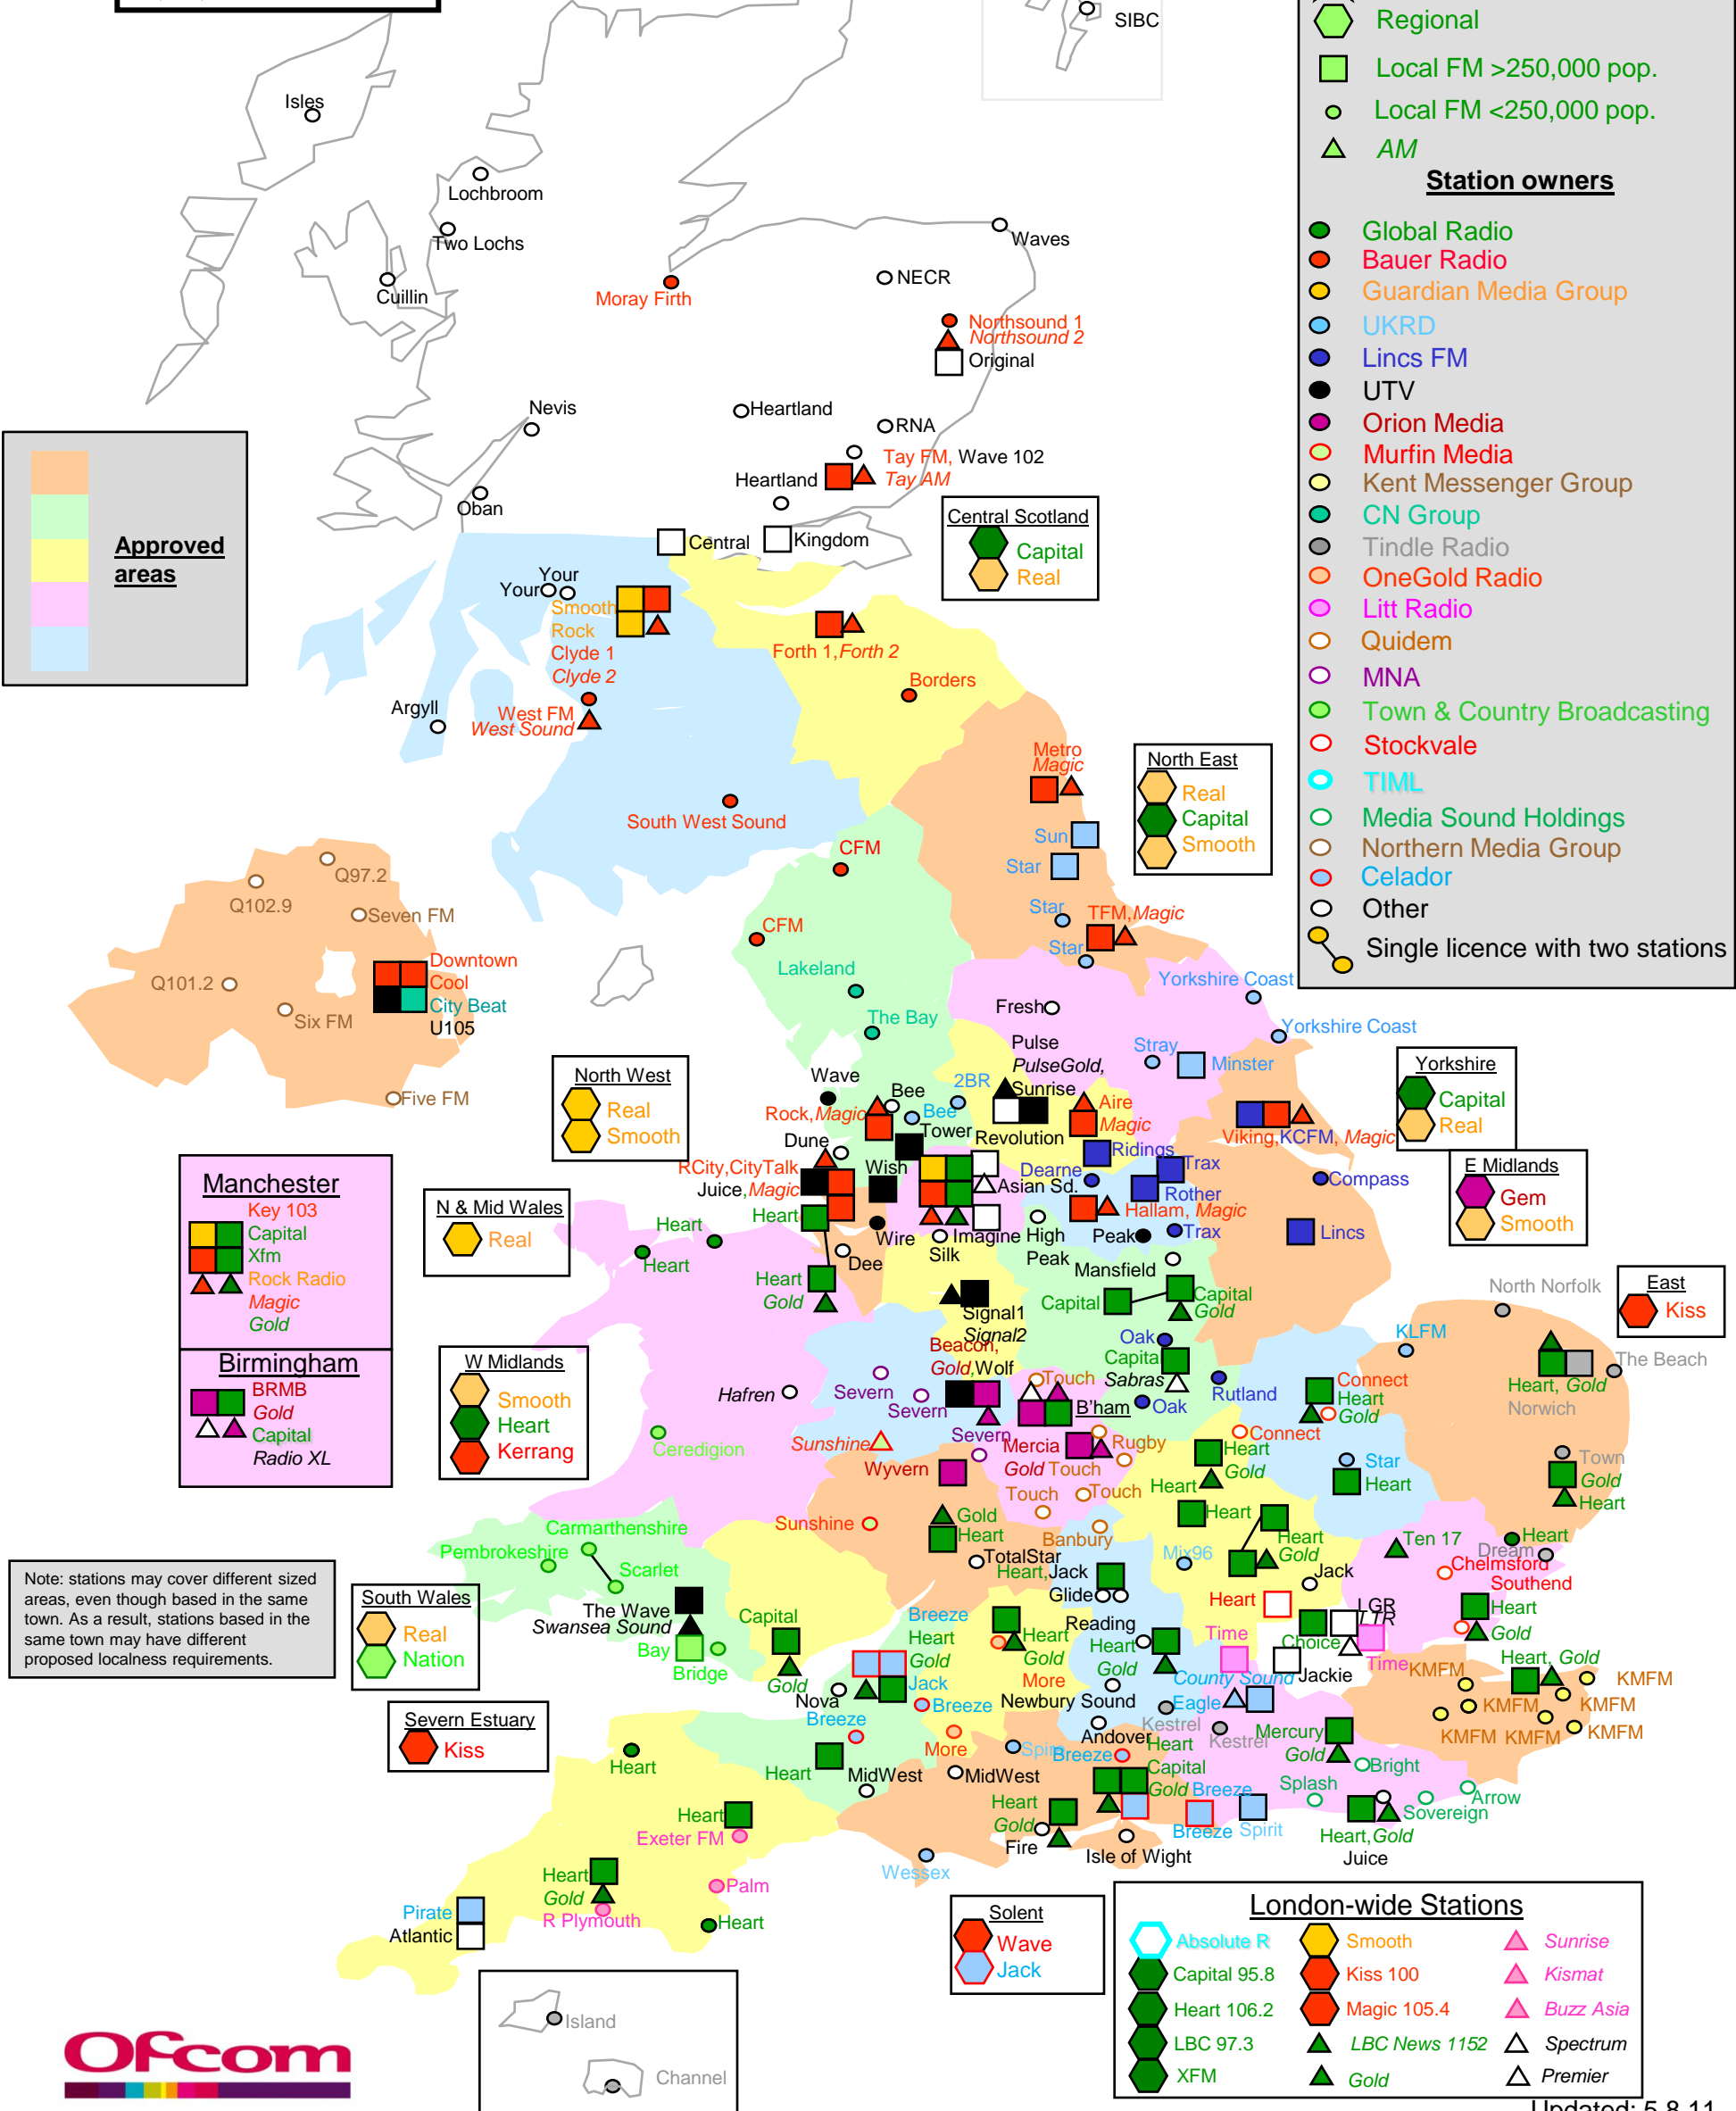 SIBC
Regional
Local FM >250,000 pop.
Local FM <250,000 pop.
AM
Station owners
Global Radio
Bauer Radio
Guardian Media Group
UKRD
Lincs FM
UTV
Orion Media
Murfin Media
Kent Messenger Group
CN Group
Tindle Radio
OneGold Radio
Litt Radio
Quidem
MNA
Town & Country Broadcasting
Stockvale
TIML
Media Sound Holdings
Northern Media Group
Celador
Other
Single licence with two stations
Isles
Lochbroom
Two Lochs
Cuillin
Moray Firth
Waves
NECR
Northsound 1
Northsound 2
Original
Nevis
Heartland
RNA
Tay FM, Wave 102
Tay AM
Heartland
Oban
Approved
areas
Central
Kingdom
Central Scotland
Capital
Real
Your
Your
Smooth
Rock
Clyde 1
Clyde 2
Forth 1, Forth 2
Borders
Argyll
West FM
West Sound
South West Sound
Metro
Magic
North East
Real
Capital
Smooth
Sun
Star
Star
TFM, Magic
Star
CFM
CFM
Lakeland
The Bay
Q97.2
Q102.9
Seven FM
Q101.2
Six FM
Downtown
Cool
City Beat
U105
Five FM
Yorkshire Coast
Yorkshire Coast
Fresh
Stray
Minster
Pulse
PulseGold,
Sunrise
Revolution
Yorkshire
Capital
Real
North West
Real
Smooth
Wave
Bee
Bee
2BR
Rock, Magic
Tower
Aire
Magic
Viking, KCFM, Magic
Dune
RCity, CityTalk
Juice, Magic
Heart
Wish
Asian Sd.
Ridings
Dearne
Trax
Rother
Hallam, Magic
Compass
E Midlands
Gem
Smooth
Manchester
Key 103
Capital
Xfm
Rock Radio
Magic
Gold
N & Mid Wales
Real
Heart
Heart
Wire
Silk
Imagine
High
Peak
Peak
Trax
Lincs
Dee
Mansfield
Heart
Gold
Signal1
Signal2
Capital
Capital
Gold
North Norfolk
East
Kiss
KLFM
The Beach
Heart, Gold
Norwich
Birmingham
BRMB
Gold
Capital
Radio XL
W Midlands
Smooth
Heart
Kerrang
Beacon,
Gold, Wolf
Hafren
Severn
Severn
Severn
Touch
B'ham
Oak
Capital
Sabras
Oak
Rutland
Connect
Heart
Gold
Connect
Ceredigion
Sunshine
Wyvern
Mercia
Gold
Touch
Rugby
Heart
Gold
Star
Heart
Town
Gold
Heart
Sunshine
Gold
Heart
Touch
Touch
Banbury
Heart
Heart
Heart
Gold
Ten 17
Heart
Dream
Chelmsford
Southend
Carmarthenshire
Pembrokeshire
Scarlet
TotalStar
Heart, Jack
Glide
Mix96
Jack
Heart
LGR
LTR
Choice
Time
Time
Jackie
Heart
Gold
Note: stations may cover different sized
areas, even though based in the same
town. As a result, stations based in the
same town may have different
proposed localness requirements.
South Wales
Real
Nation
The Wave
Swansea Sound
Bay
Bridge
Capital
Gold
Breeze
Heart
Gold
Jack
Nova
Breeze
Breeze
Heart
Gold
More
More
Reading
Heart
Gold
Newbury Sound
County Sound
Eagle
Kestrel
Kestrel
Andover
KMFM
Heart, Gold
KMFM
KMFM
KMFM
KMFM
KMFM
KMFM
Severn Estuary
Kiss
Heart
Heart
MidWest
MidWest
Spire
Breeze
Heart
Capital
Gold
Breeze
Breeze
Spirit
Mercury
Gold
Bright
Splash
Arrow
Sovereign
Heart, Gold
Juice
Heart
Exeter FM
Heart
Gold
Fire
Isle of Wight
Wessex
Heart
Gold
R Plymouth
Palm
Heart
Pirate
Atlantic
Solent
Wave
Jack
London-wide Stations
Absolute R
Smooth
Sunrise
Capital 95.8
Kiss 100
Kismat
Heart 106.2
Magic 105.4
Buzz Asia
LBC 97.3
LBC News 1152
Spectrum
XFM
Gold
Premier
Island
Channel
Ofcom
Updated: 5.8.11